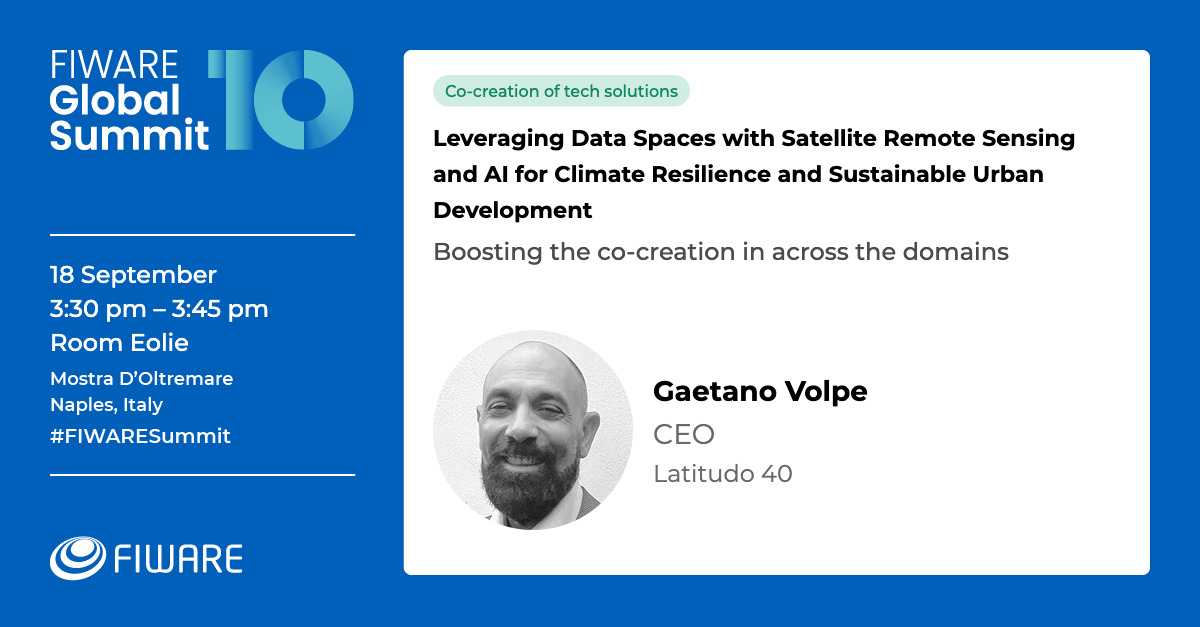 FIWARE
Global
Summit
10
18 September
3:30 pm – 3:45 pm
Room Eolie
Mostra D’Oltremare
Naples, Italy
#FIWARESummit
FIWARE
Co-creation of tech solutions
Leveraging Data Spaces with Satellite Remote Sensing
and AI for Climate Resilience and Sustainable Urban
Development
Boosting the co-creation in across the domains
Gaetano Volpe
CEO
Latitudo 40